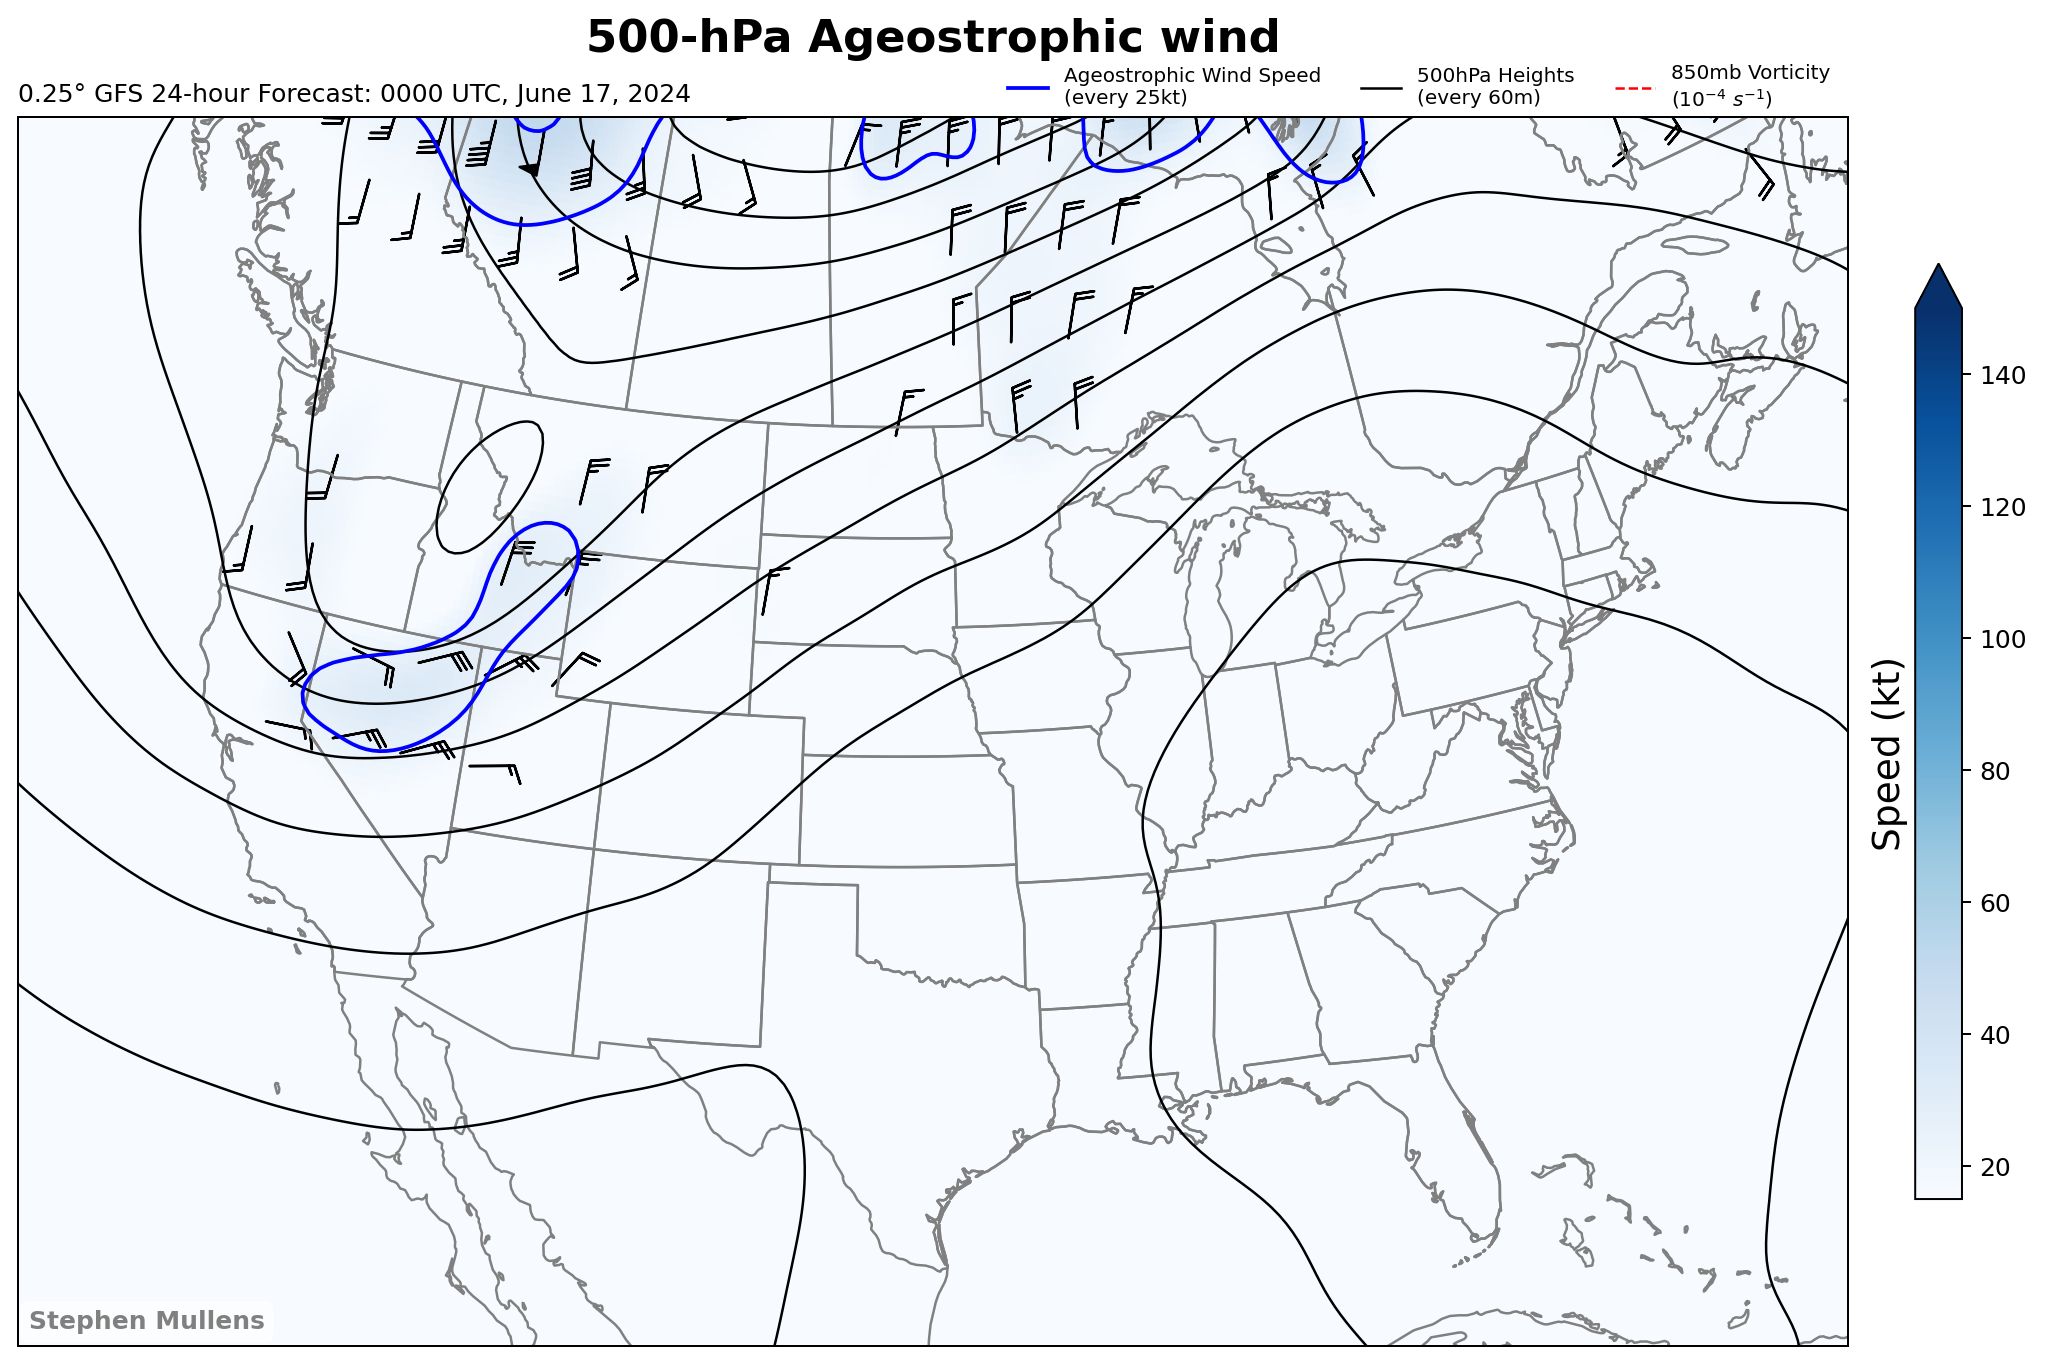 500-hPa Ageostrophic wind
0.25° GFS 24-hour Forecast: 0000 UTC, June 17, 2024
Ageostrophic Wind Speed
(every 25kt)
500hPa Heights
(every 60m)
850mb Vorticity
(10⁻⁴ s⁻¹)
140
120
100
80
60
40
20
Speed (kt)
Stephen Mullens